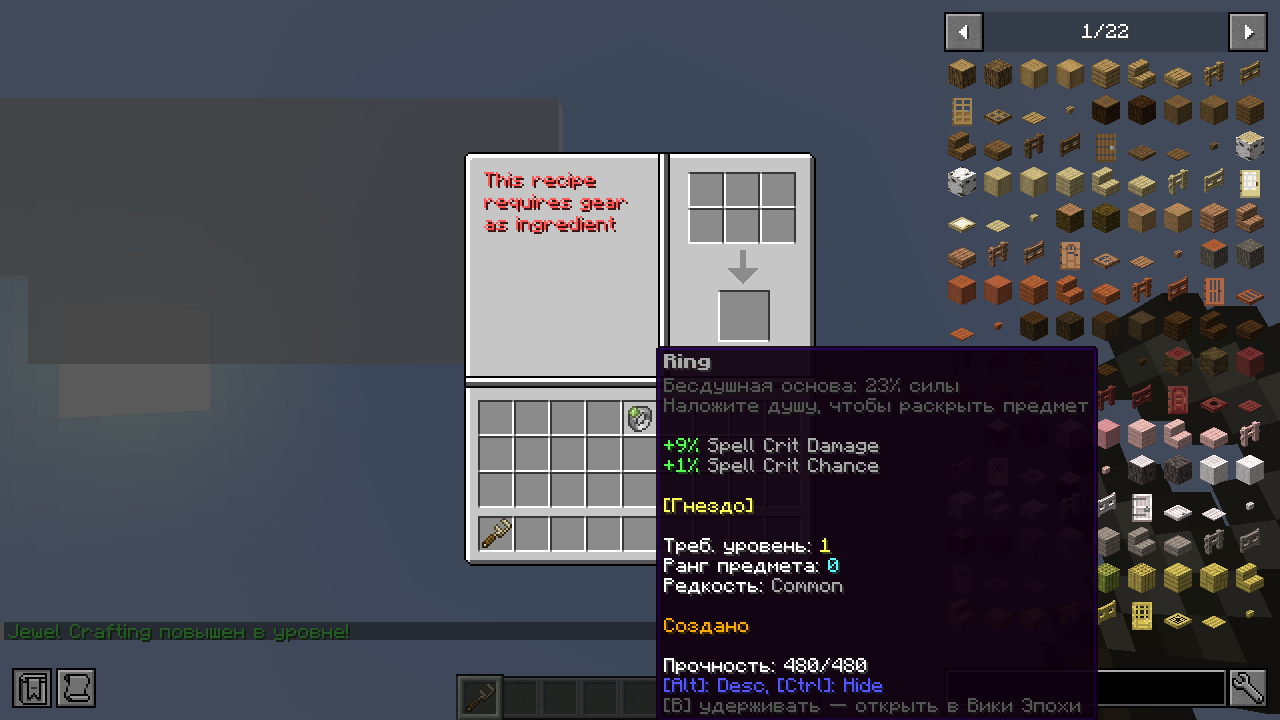 1/22
This recipe
requires gear
as ingredient
Ring
Бесдушная основа: 23% силы
Наложите душу, чтобы раскрыть предмет
+9% Spell Crit Damage
+1% Spell Crit Chance
[Гнездо]
Треб. уровень: 1
Ранг предмета: 0
Редкость: Common
Создано
Jewel Crafting повышен в уровне!
Прочность: 480/480
[Alt]: Desc, [Ctrl]: Hide
[B] удерживать — открыть в Вики Эпохи